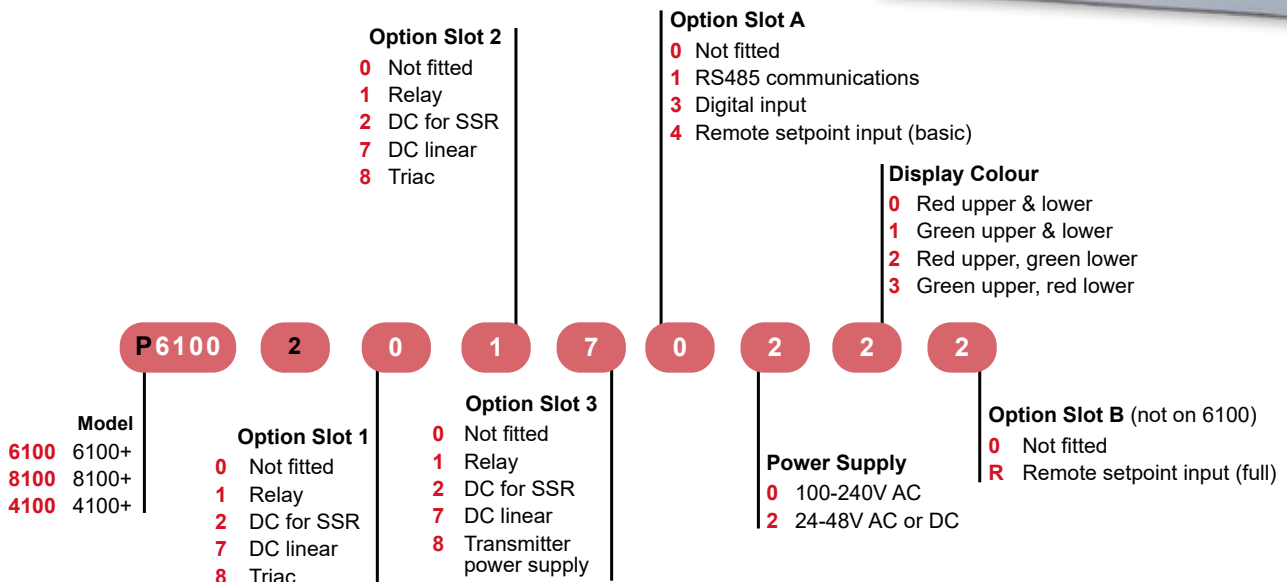 Option Slot 2
0 Not fitted
1 Relay
2 DC for SSR
7 DC linear
8 Triac
Option Slot A
0 Not fitted
1 RS485 communications
3 Digital input
4 Remote setpoint input (basic)
Display Colour
0 Red upper & lower
1 Green upper & lower
2 Red upper, green lower
3 Green upper, red lower
P6100 2 0 1 7 0 2 2 2
Model
6100 6100+
8100 8100+
4100 4100+
Option Slot 1
0 Not fitted
1 Relay
2 DC for SSR
7 DC linear
8 Triac
Option Slot 3
0 Not fitted
1 Relay
2 DC for SSR
7 DC linear
8 Transmitter
power supply
Power Supply
0 100-240V AC
2 24-48V AC or DC
Option Slot B (not on 6100)
0 Not fitted
R Remote setpoint input (full)